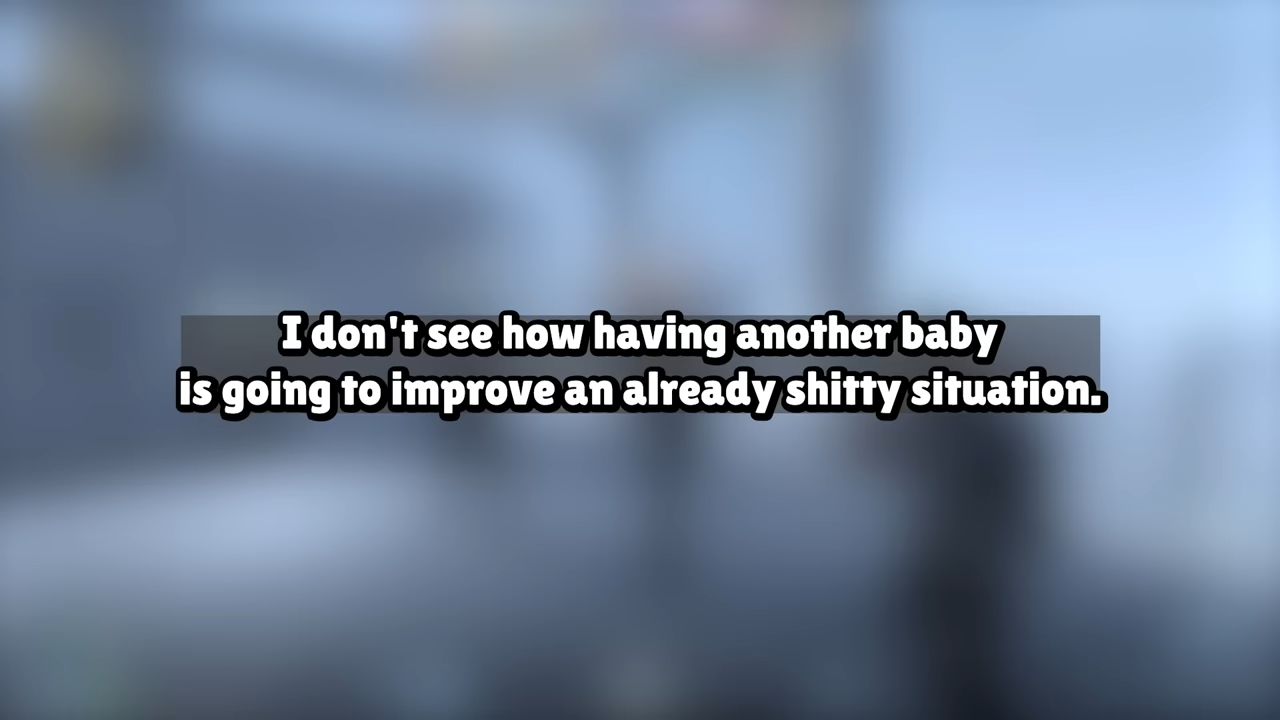 I don't see how having another baby
is going to improve an already shitty situation.